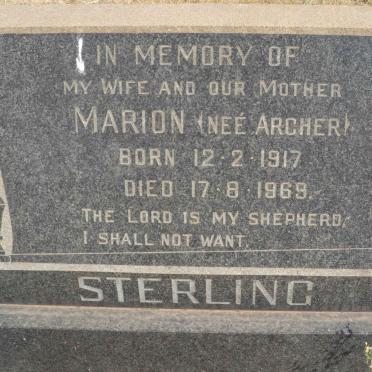 IN MEMORY OF
MY WIFE AND OUR MOTHER
MARION (NEÉ ARCHER)
BORN 12·2·1917
DIED 17·8·1969.
THE LORD IS MY SHEPHERD,
I SHALL NOT WANT.
STERLING